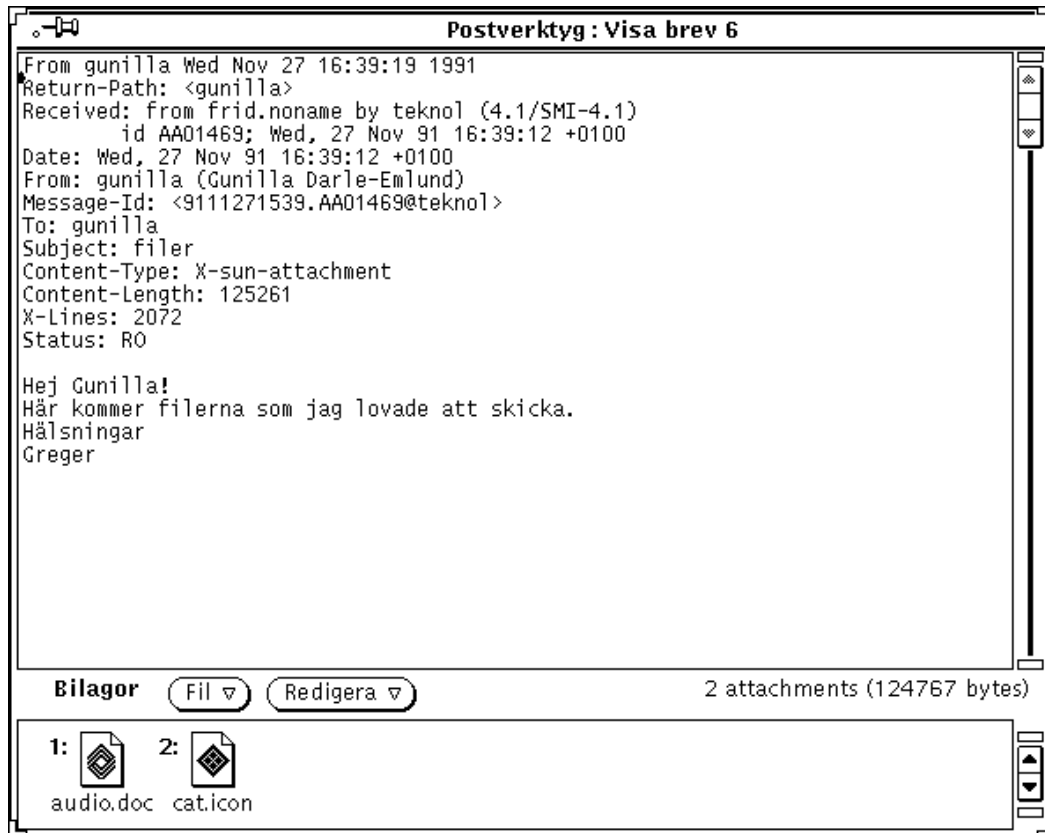 Postverktyg : Visa brev 6
From gunilla Wed Nov 27 16:39:19 1991
Return-Path: <gunilla>
Received: from frid.noname by teknol (4.1/SMI-4.1)
        id AA01469; Wed, 27 Nov 91 16:39:12 +0100
Date: Wed, 27 Nov 91 16:39:12 +0100
From: gunilla (Gunilla Darle-Emlund)
Message-Id: <9111271539.AA01469@teknol>
To: gunilla
Subject: filer
Content-Type: X-sun-attachment
Content-Length: 125261
X-Lines: 2072
Status: RO

Hej Gunilla!
Här kommer filerna som jag lovade att skicka.
Hälsningar
Greger
Bilagor Fil Redigera 2 attachments (124767 bytes)
1: 2:
audio.doc cat.icon